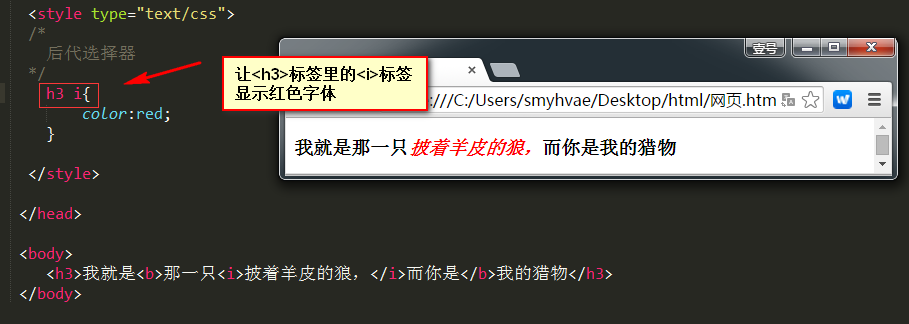 <style type="text/css">
/*
后代选择器
*/
h3 i{
color:red;
}
</style>
</head>
<body>
<h3>我就是<b>那一只<i>披着羊皮的狼，</i>而你是</b>我的猎物</h3>
</body>
让<h3>标签里的<i>标签
显示红色字体
壹号
:///C:/Users/smyhvae/Desktop/html/网页.htm
我就是那一只披着羊皮的狼，而你是我的猎物